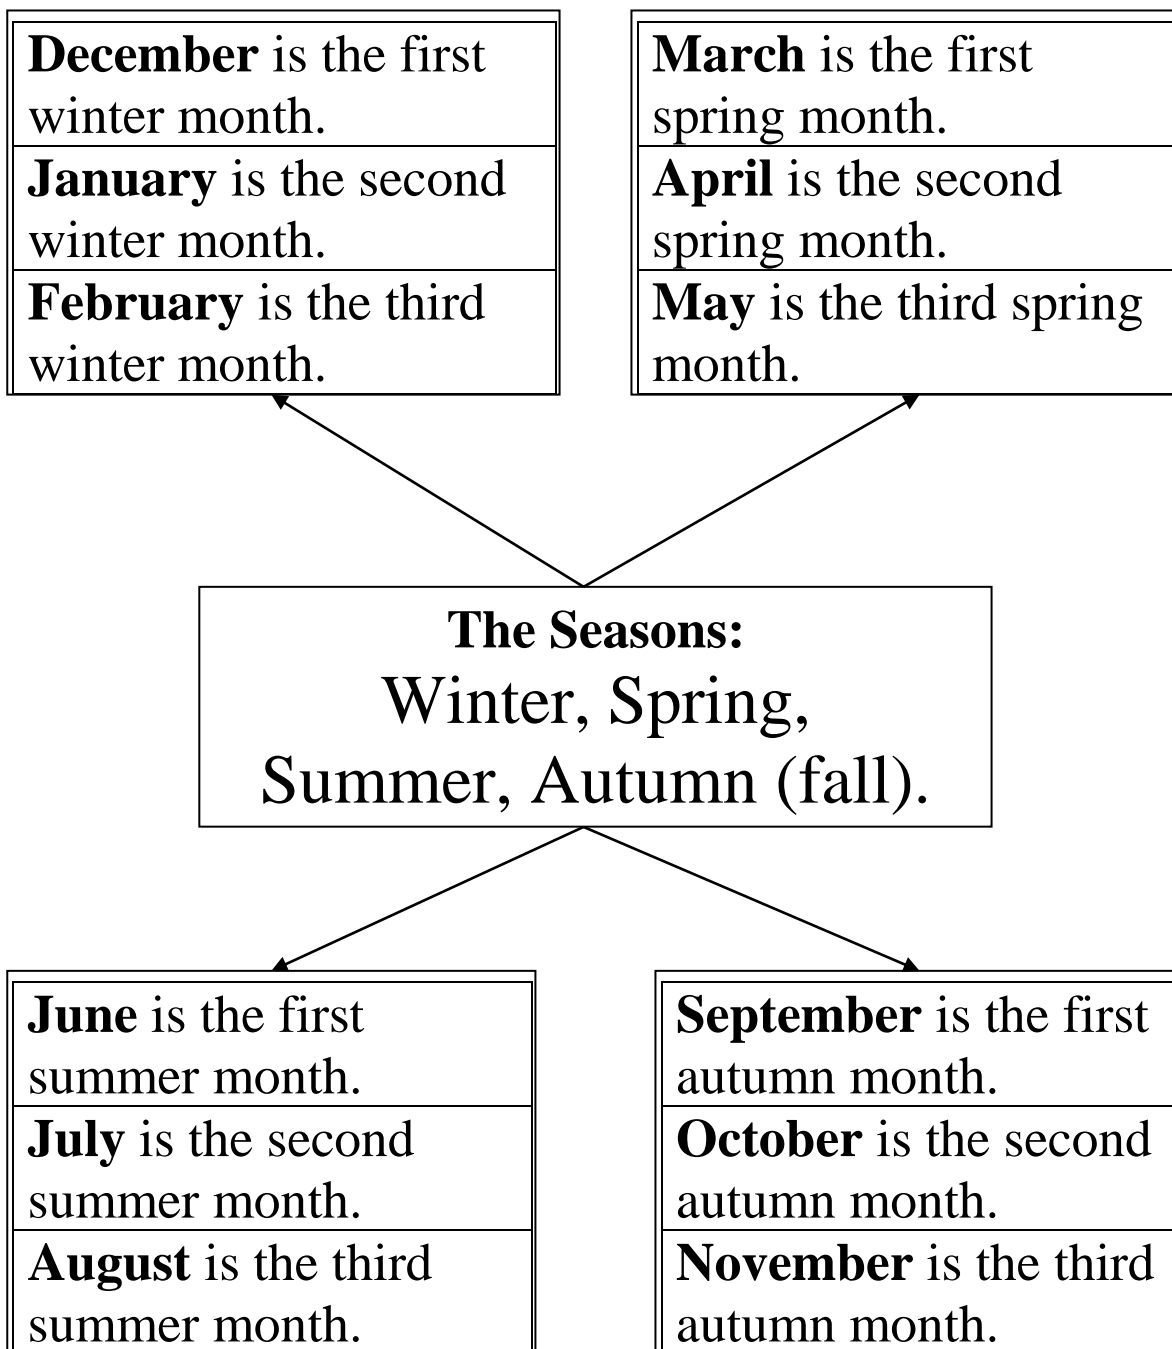 December is the first
winter month.
January is the second
winter month.
February is the third
winter month.
March is the first
spring month.
April is the second
spring month.
May is the third spring
month.
The Seasons:
Winter, Spring,
Summer, Autumn (fall).
June is the first
summer month.
July is the second
summer month.
August is the third
summer month.
September is the first
autumn month.
October is the second
autumn month.
November is the third
autumn month.